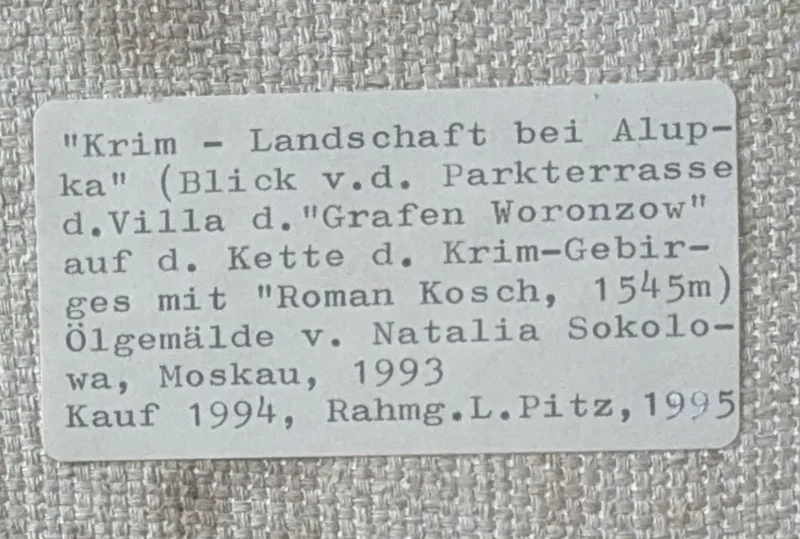 "Krim - Landschaft bei Alup-
ka" (Blick v.d. Parkterrasse
d.Villa d."Grafen Woronzow"
auf d. Kette d. Krim-Gebir-
ges mit "Roman Kosch, 1545m)
Ölgemälde v. Natalia Sokolo-
wa, Moskau, 1993
Kauf 1994, Rahmg.L.Pitz,1995